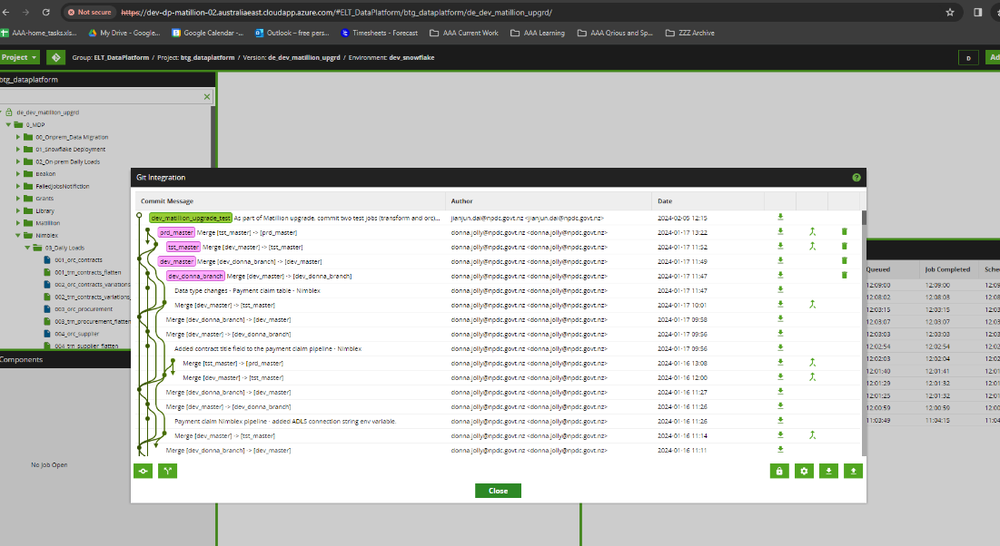 Not secure https://dev-dp-matillion-02.australiaeast.cloudapp.azure.com/#ELT_DataPlatform/btg_dataplatform/de_dev_matillion_upgrd/
AAA-home_tasks.xls... My Drive - Google... Google Calendar -... Outlook – free pers... Timesheets - Forecast AAA Current Work AAA Learning AAA Qrious and Sp... ZZZ Archive
Project Group: ELT_DataPlatform / Project: btg_dataplatform / Version: de_dev_matillion_upgrd / Environment: dev_snowflake D Ad
btg_dataplatform
de_dev_matillion_upgrd
0_MDP
00_Onprem_Data Migration
01_Snowflake Deployment
02_On-prem Daily Loads
Beakon
FailedJobsNotifiction
Grants
Library
Matillion
Nimblex
03_Daily Loads
001_orc_contracts
001_trn_contracts_flatten
002_orc_contracts_variations
002_trn_contracts_variations_
003_orc_procurement
003_trn_procurement_flatten
004_orc_supplier
004_trn_supplier_flatten
Components
No Job Open
Git Integration
Commit Message Author Date
dev_matillion_upgrade_test As part of Matillion upgrade, commit two test jobs (transform and orc)... jianjun.dai@npdc.govt.nz <jianjun.dai@npdc.govt.nz> 2024-02-05 12:15
prd_master Merge [tst_master] -> [prd_master] donna.jolly@npdc.govt.nz <donna.jolly@npdc.govt.nz> 2024-01-17 13:22
tst_master Merge [dev_master] -> [tst_master] donna.jolly@npdc.govt.nz <donna.jolly@npdc.govt.nz> 2024-01-17 11:52
dev_master Merge [dev_donna_branch] -> [dev_master] donna.jolly@npdc.govt.nz <donna.jolly@npdc.govt.nz> 2024-01-17 11:49
dev_donna_branch Merge [dev_master] -> [dev_donna_branch] donna.jolly@npdc.govt.nz <donna.jolly@npdc.govt.nz> 2024-01-17 11:47
Data type changes - Payment claim table - Nimblex donna.jolly@npdc.govt.nz <donna.jolly@npdc.govt.nz> 2024-01-17 11:47
Merge [dev_master] -> [tst_master] donna.jolly@npdc.govt.nz <donna.jolly@npdc.govt.nz> 2024-01-17 10:01
Merge [dev_donna_branch] -> [dev_master] donna.jolly@npdc.govt.nz <donna.jolly@npdc.govt.nz> 2024-01-17 09:58
Merge [dev_master] -> [dev_donna_branch] donna.jolly@npdc.govt.nz <donna.jolly@npdc.govt.nz> 2024-01-17 09:56
Added contract title field to the payment claim pipeline - Nimblex donna.jolly@npdc.govt.nz <donna.jolly@npdc.govt.nz> 2024-01-17 09:56
Merge [tst_master] -> [prd_master] donna.jolly@npdc.govt.nz <donna.jolly@npdc.govt.nz> 2024-01-16 13:08
Merge [dev_master] -> [tst_master] donna.jolly@npdc.govt.nz <donna.jolly@npdc.govt.nz> 2024-01-16 12:00
Merge [dev_donna_branch] -> [dev_master] donna.jolly@npdc.govt.nz <donna.jolly@npdc.govt.nz> 2024-01-16 11:27
Merge [dev_master] -> [dev_donna_branch] donna.jolly@npdc.govt.nz <donna.jolly@npdc.govt.nz> 2024-01-16 11:26
Payment claim Nimblex pipeline - added ADLS connection string env variable. donna.jolly@npdc.govt.nz <donna.jolly@npdc.govt.nz> 2024-01-16 11:26
Merge [dev_master] -> [tst_master] donna.jolly@npdc.govt.nz <donna.jolly@npdc.govt.nz> 2024-01-16 11:14
Merge [dev_donna_branch] -> [dev_master] donna.jolly@npdc.govt.nz <donna.jolly@npdc.govt.nz> 2024-01-16 11:11
Close
Queued Job Completed Sche
12:09:00 12:09:00 12:09
12:08:02 12:08:03 12:08
12:03:15 12:03:15 12:03
12:03:07 12:03:07 12:03
12:03:03 12:03:03 12:03
12:02:54 12:02:54 12:02
12:02:03 12:02:04 12:02
12:01:40 12:01:41 12:01
12:01:29 12:01:32 12:01
12:01:25 12:01:32 12:01
12:00:59 12:00:59 12:00
11:03:49 11:04:15 11:04